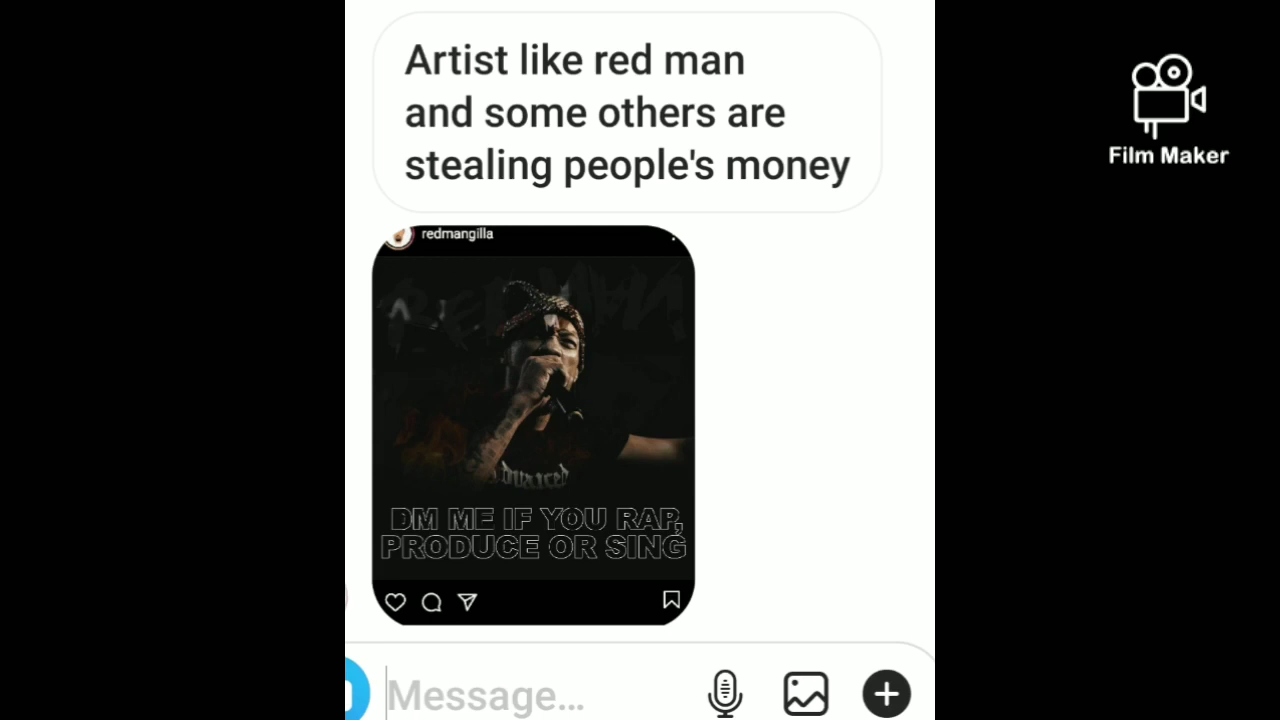 Artist like red man
and some others are
stealing people's money
Film Maker
redmangilla
REDMAN
DM ME IF YOU RAP,
PRODUCE OR SING
Message...